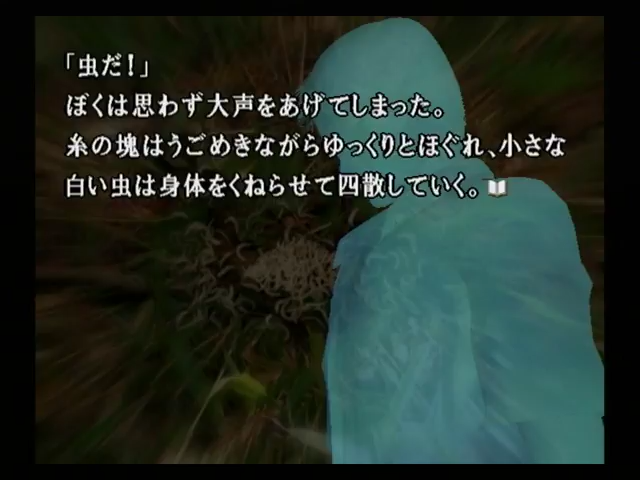 「虫だ！」
ぼくは思わず大声をあげてしまった。
糸の塊はうごめきながらゆっくりとほぐれ、小さな
白い虫は身体をくねらせて四散していく。